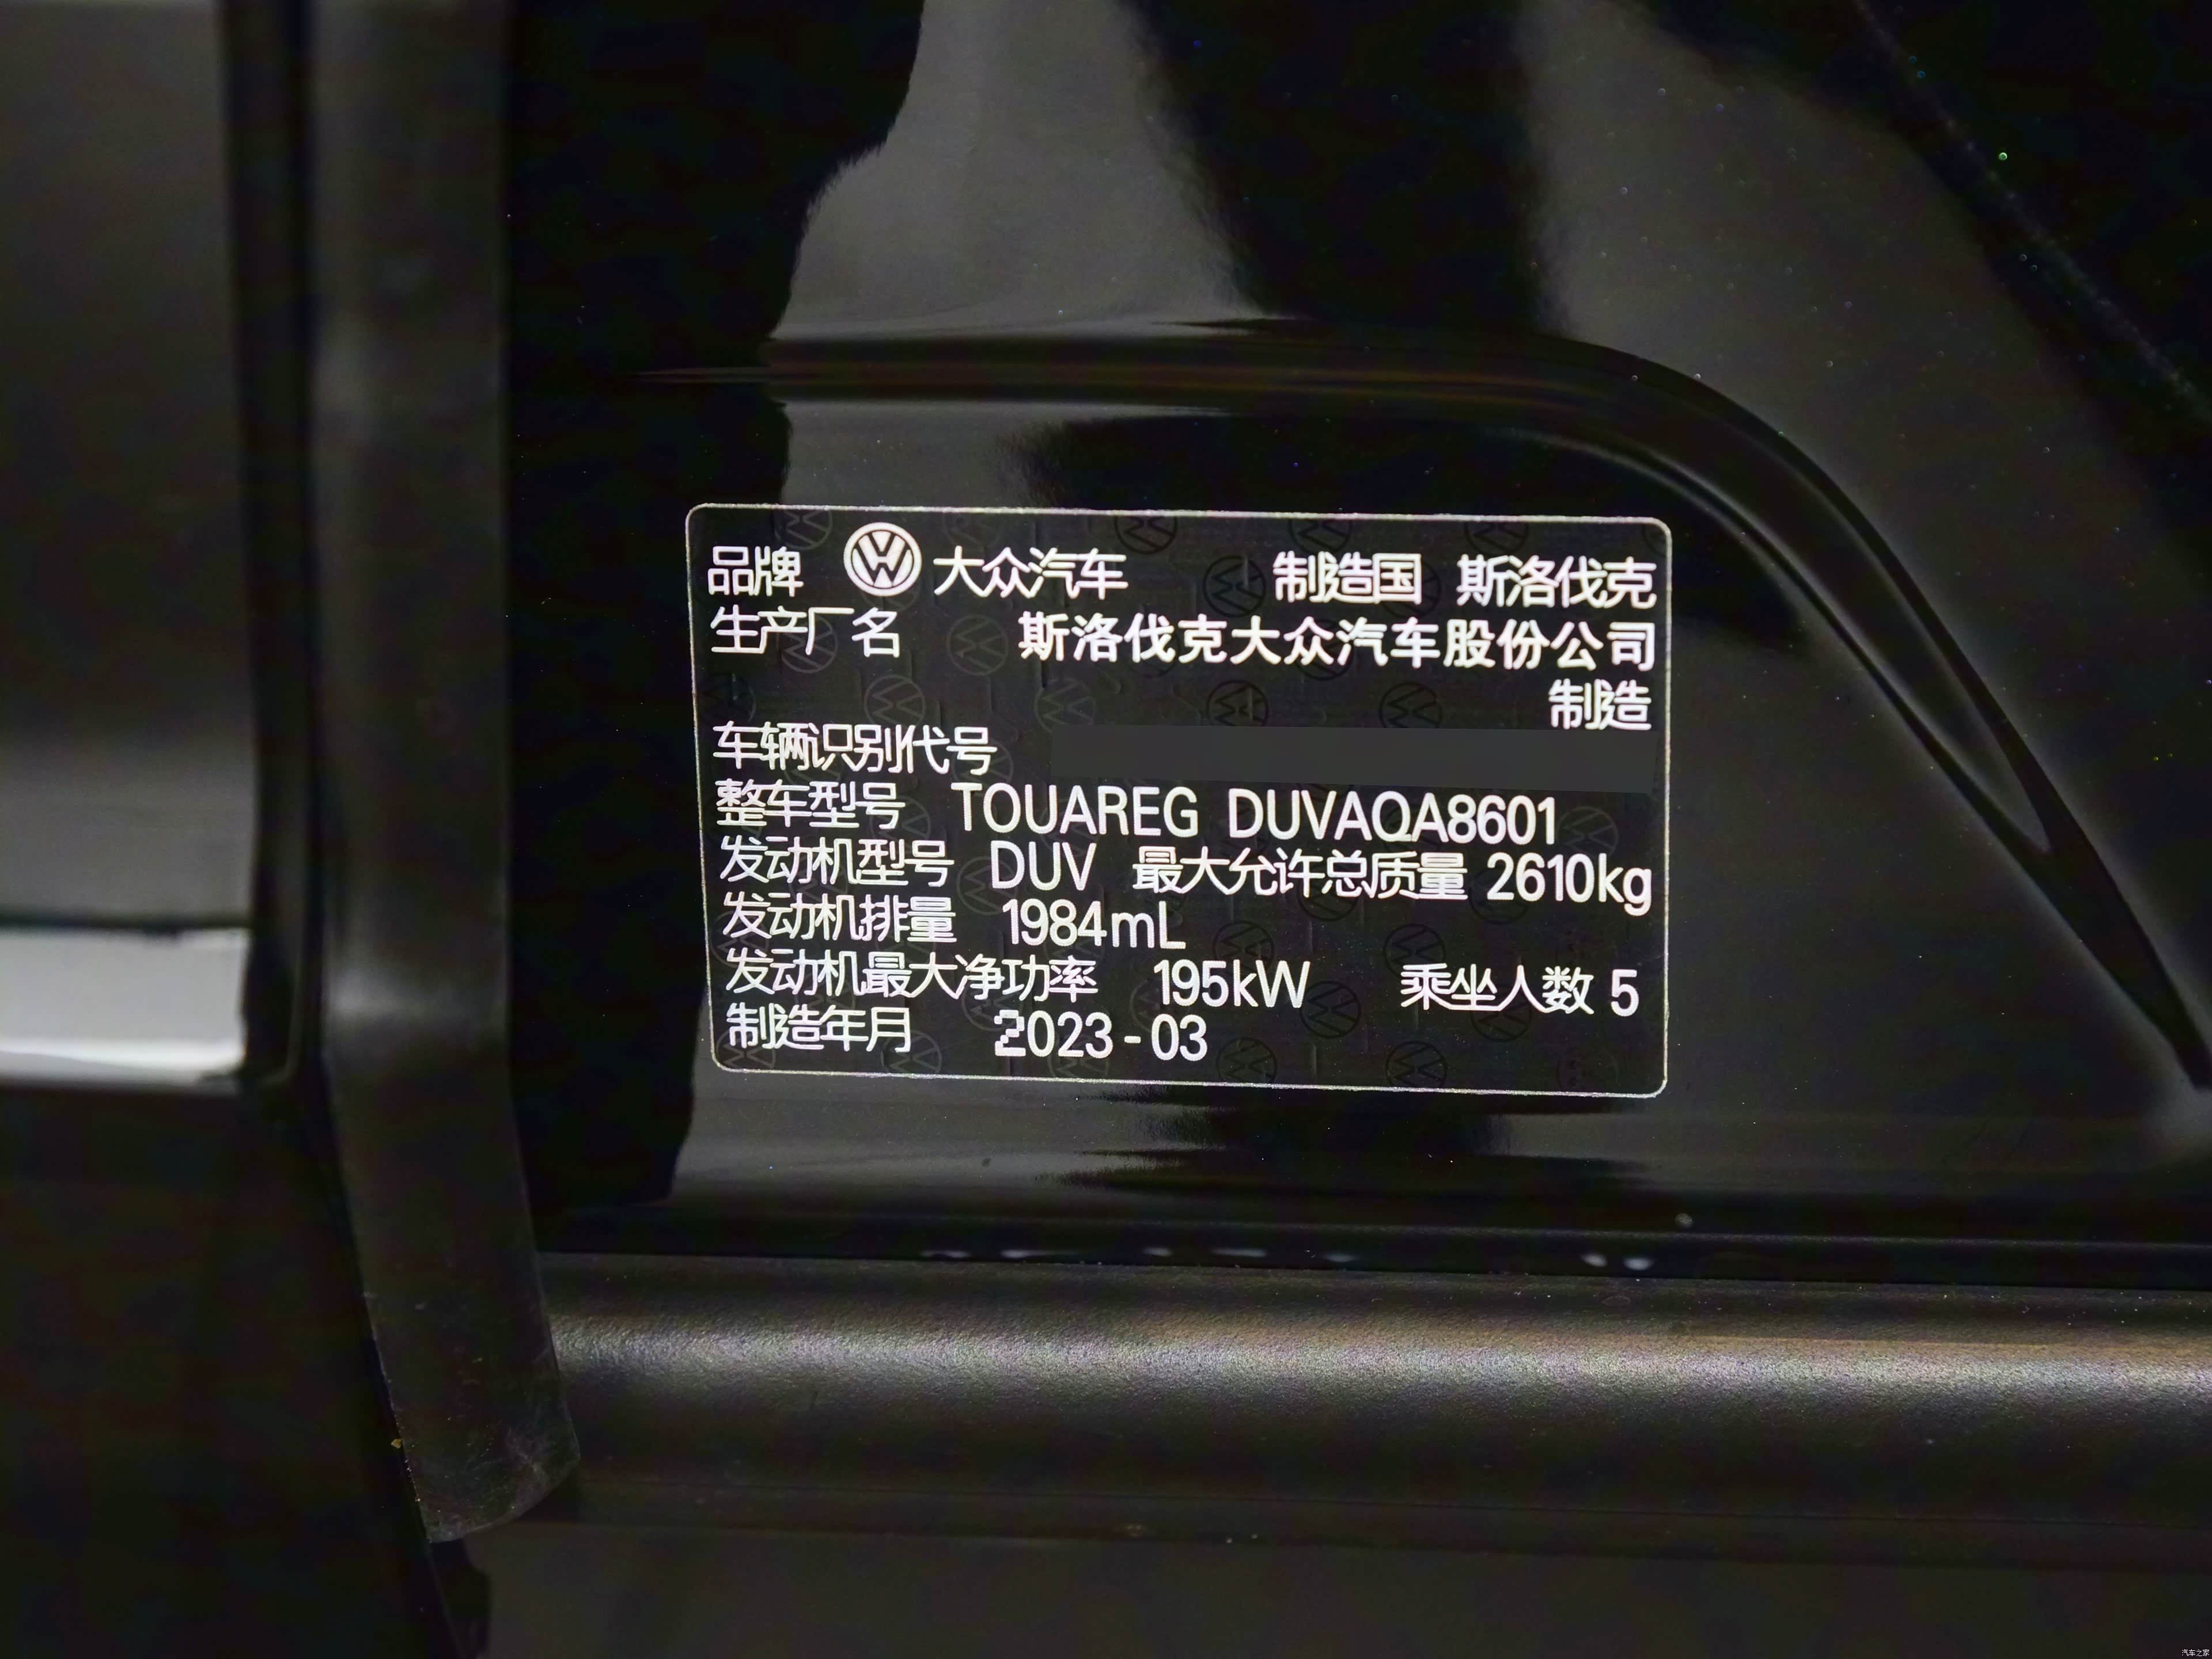 品牌 大众汽车 制造国 斯洛伐克
生产厂名 斯洛伐克大众汽车股份公司
制造
车辆识别代号
整车型号 TOUAREG DUVAQA8601
发动机型号 DUV 最大允许总质量 2610kg
发动机排量 1984mL
发动机最大净功率 195kW 乘坐人数 5
制造年月 2023-03
汽车之家